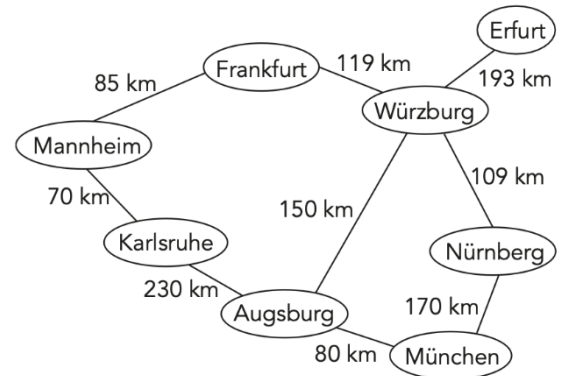 Erfurt
Frankfurt
119 km
193 km
85 km
Würzburg
Mannheim
109 km
70 km
150 km
Karlsruhe
Nürnberg
230 km
Augsburg
170 km
80 km
München